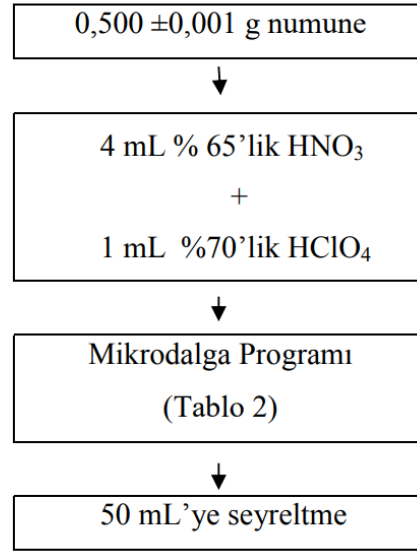 0,500 ±0,001 g numune
4 mL % 65’lik HNO₃
+
1 mL %70’lik HClO₄
Mikrodalga Programı
(Tablo 2)
50 mL’ye seyreltme